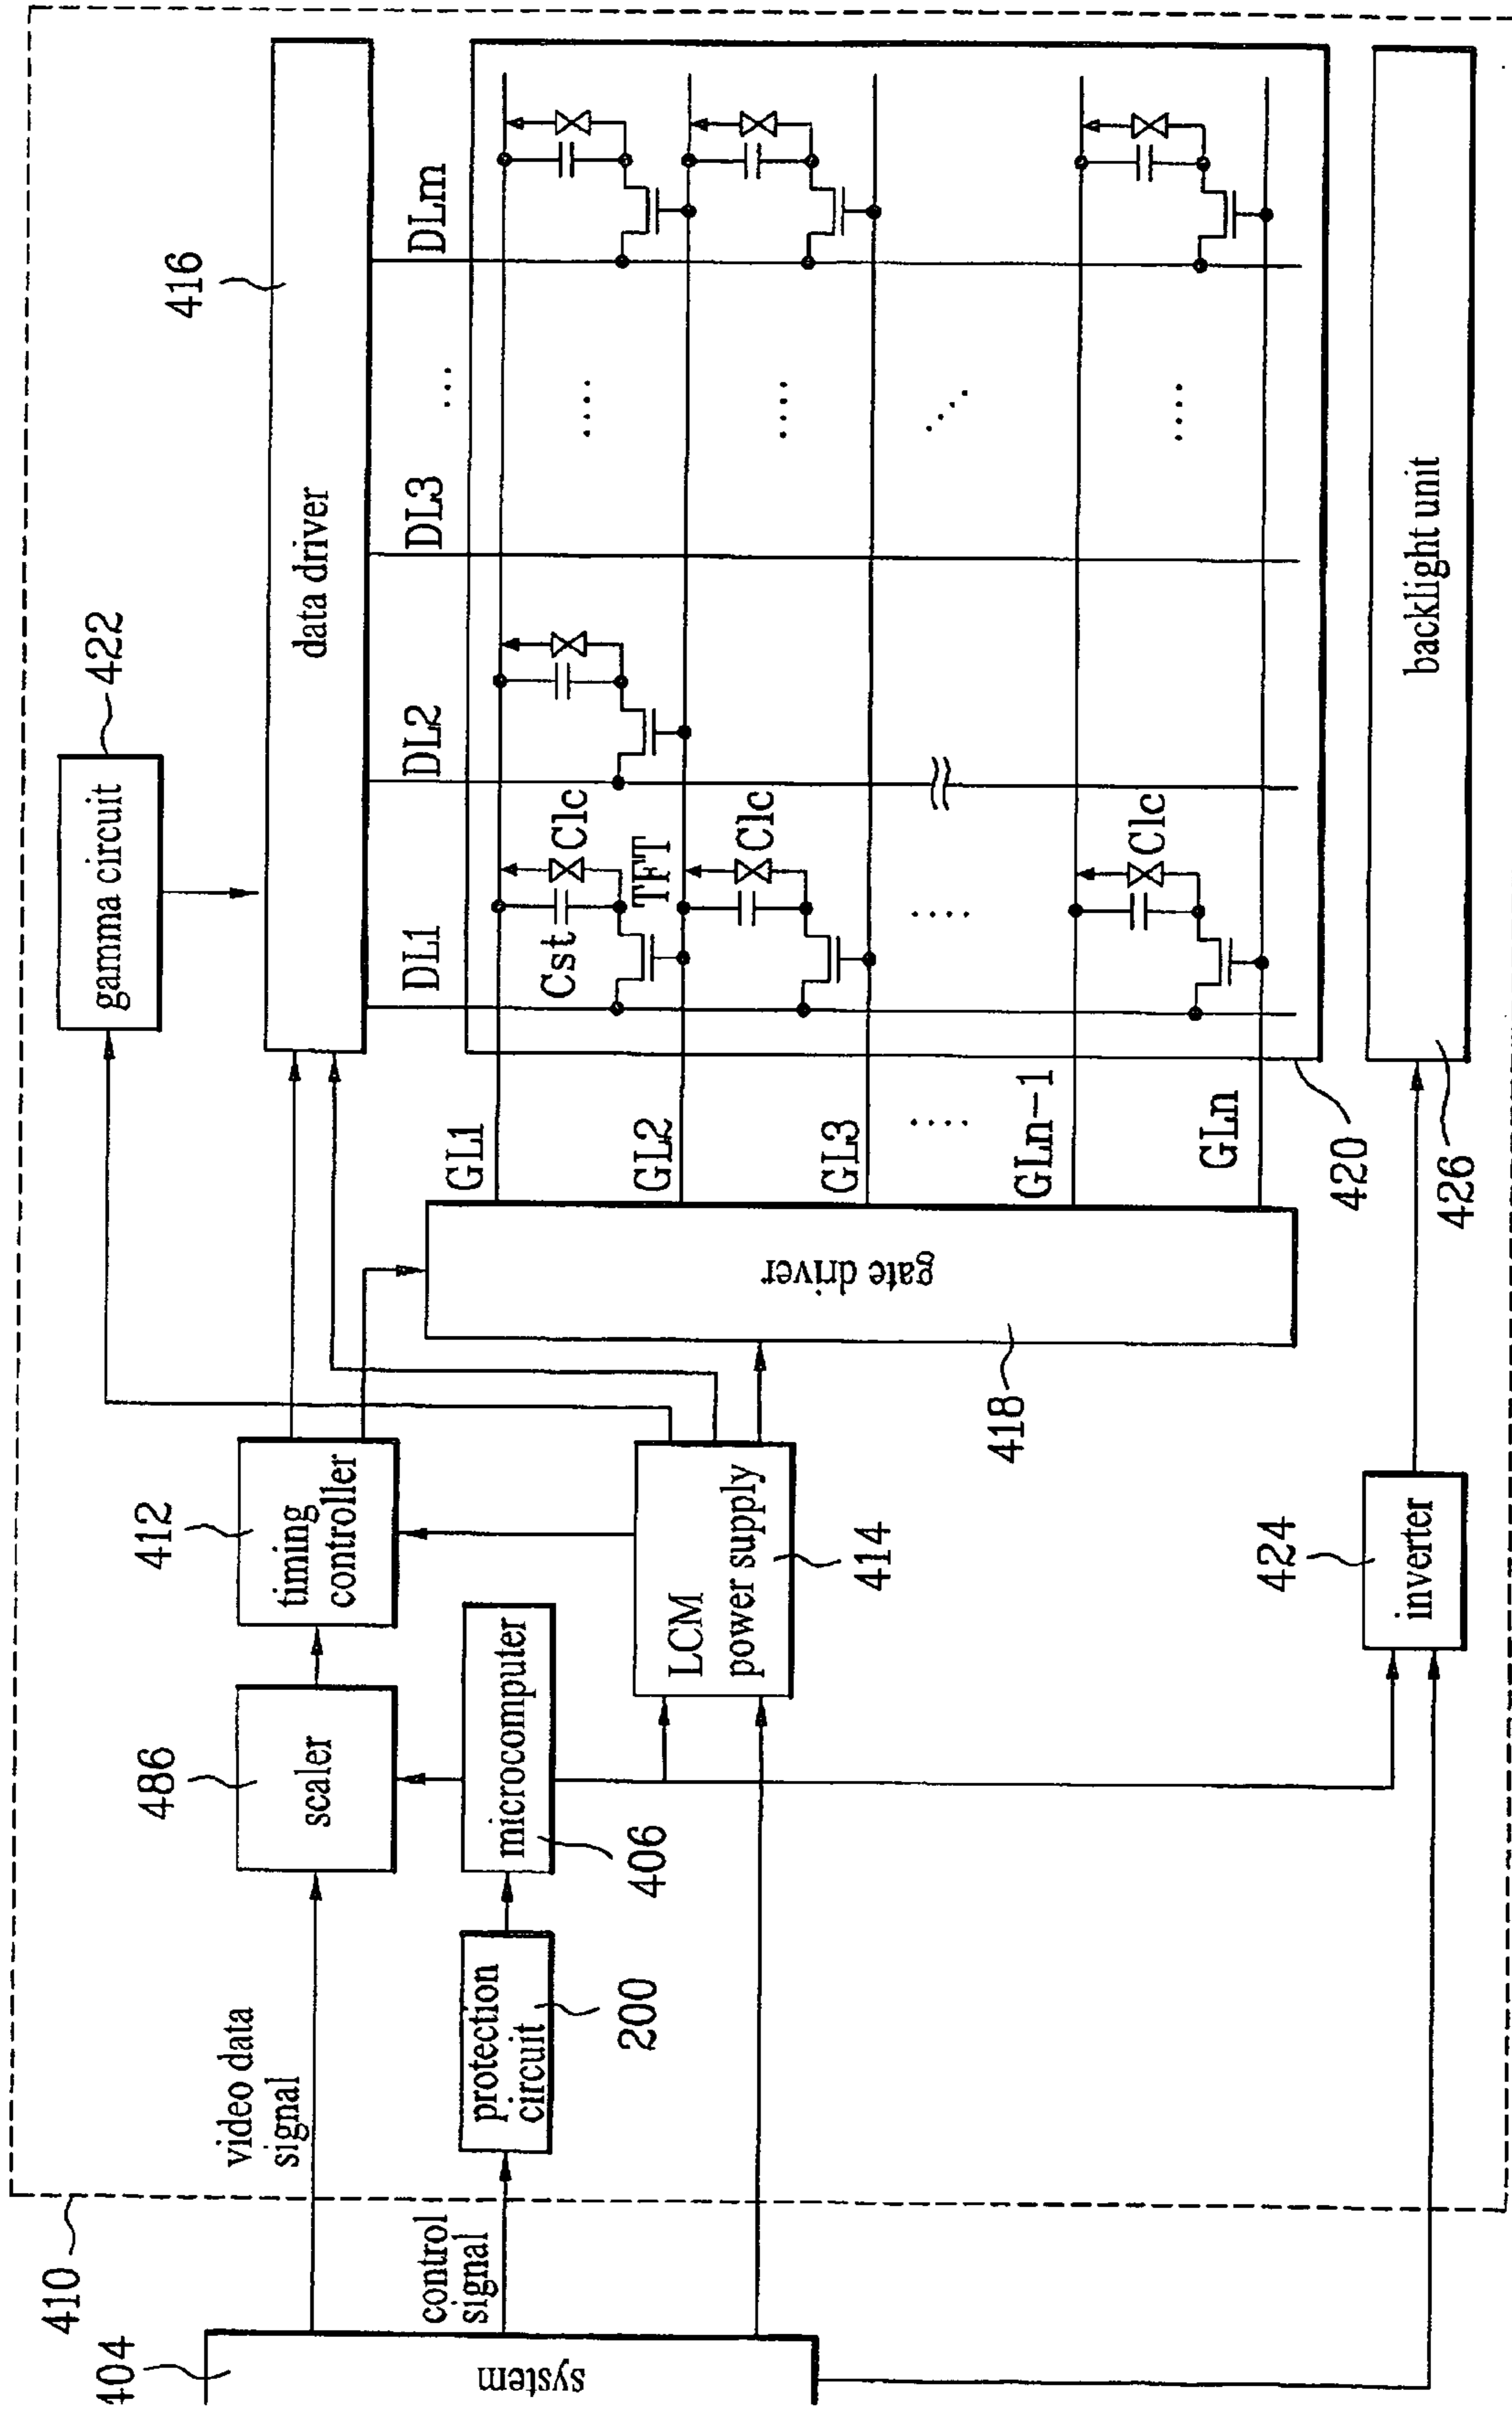 410
404
system
video data
signal
control
signal
486
scaler
412
timing
controller
protection
circuit
200
microcomputer
406
LCM
power supply
414
gamma circuit
422
416
data driver
DL1
DL2
DL3
...
DLm
gate driver
418
GL1
GL2
GL3
....
GLn-1
GLn
Cst
Clc
TFT
Clc
....
Clc
....
....
....
....
420
424
inverter
426
backlight unit